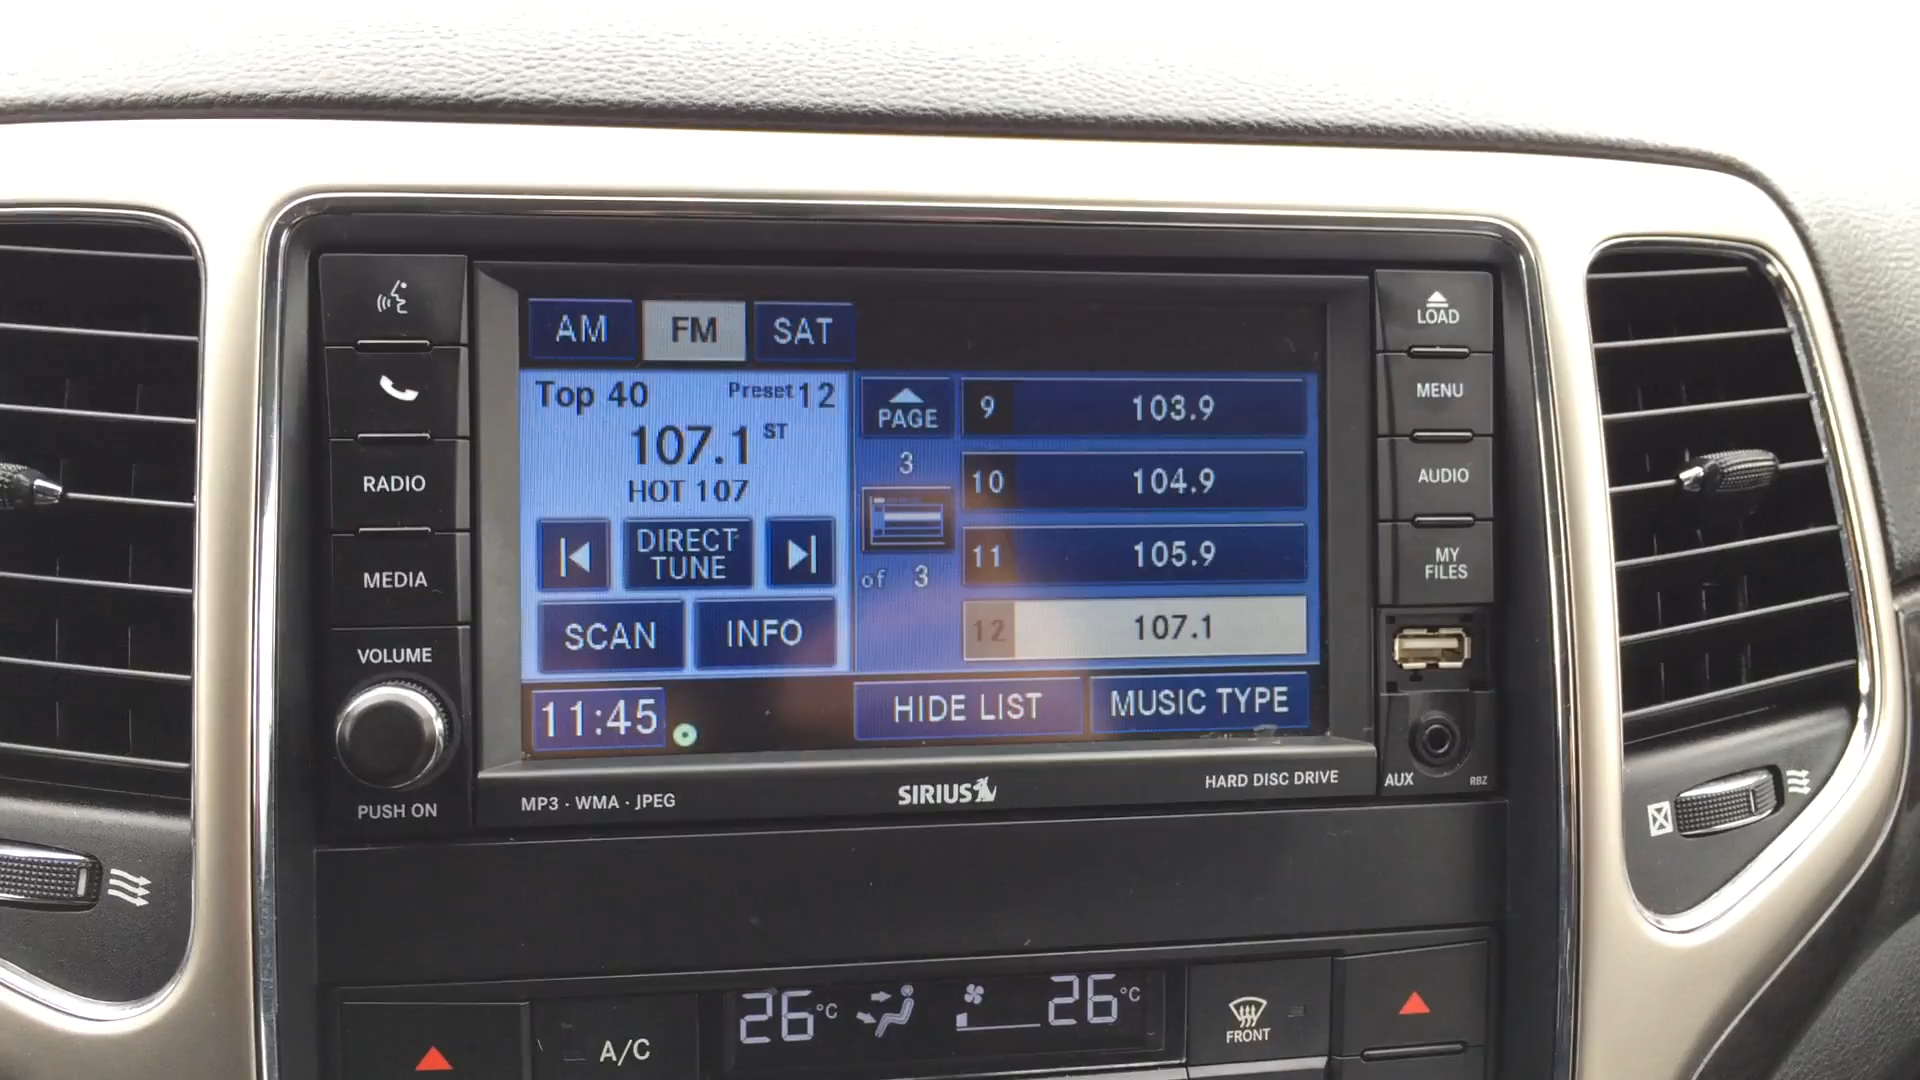 AM FM SAT
Top 40 Preset 12
107.1 ST
HOT 107
DIRECT
TUNE
SCAN INFO
11:45
PAGE
3
of 3
9 103.9
10 104.9
11 105.9
12 107.1
HIDE LIST MUSIC TYPE
RADIO
MEDIA
VOLUME
PUSH ON
LOAD
MENU
AUDIO
MY
FILES
AUX RBZ
MP3 · WMA · JPEG
SIRIUS
HARD DISC DRIVE
A/C
26°C
26°C
FRONT